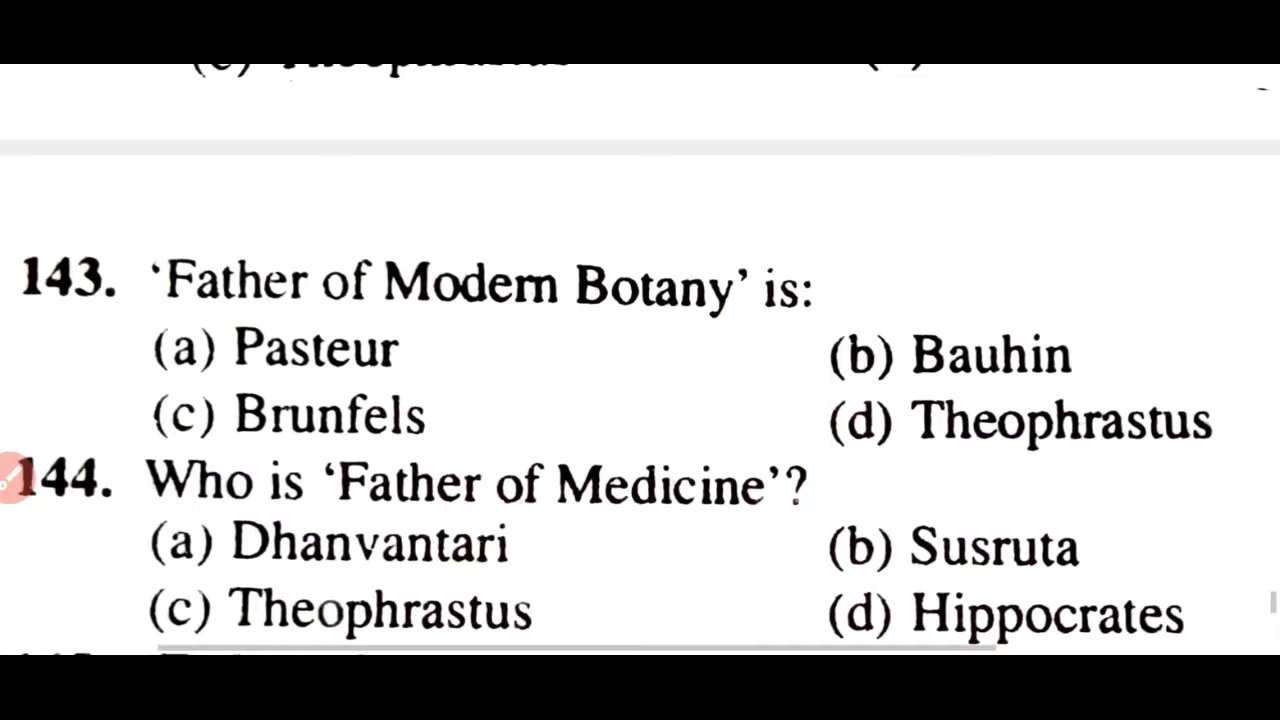 143. ‘Father of Modern Botany’ is:
(a) Pasteur (b) Bauhin
(c) Brunfels (d) Theophrastus
144. Who is ‘Father of Medicine’?
(a) Dhanvantari (b) Susruta
(c) Theophrastus (d) Hippocrates